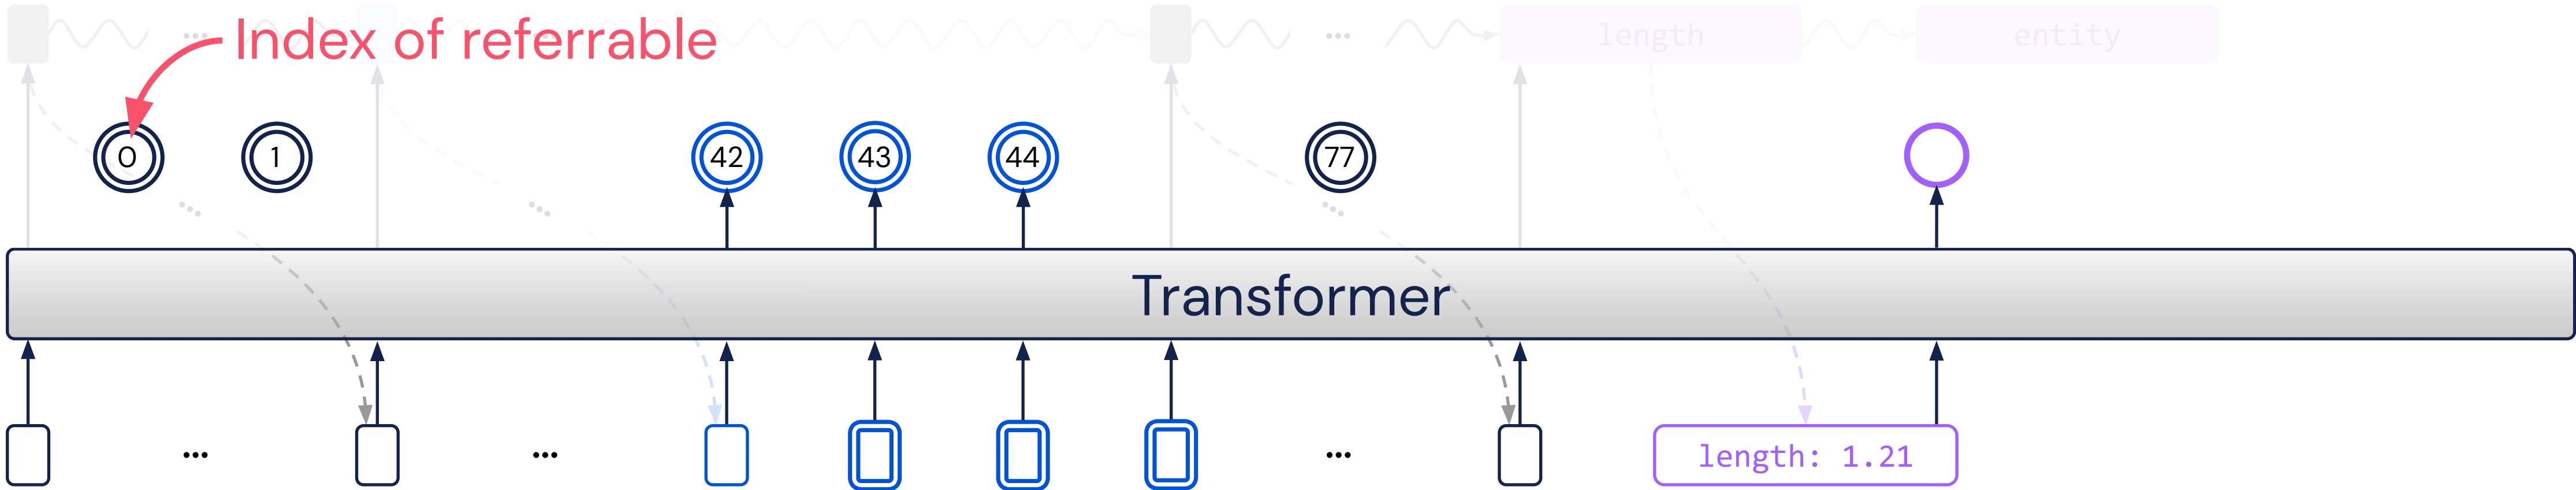 Index of referrable
length
entity
0
1
42
43
44
77
Transformer
length: 1.21